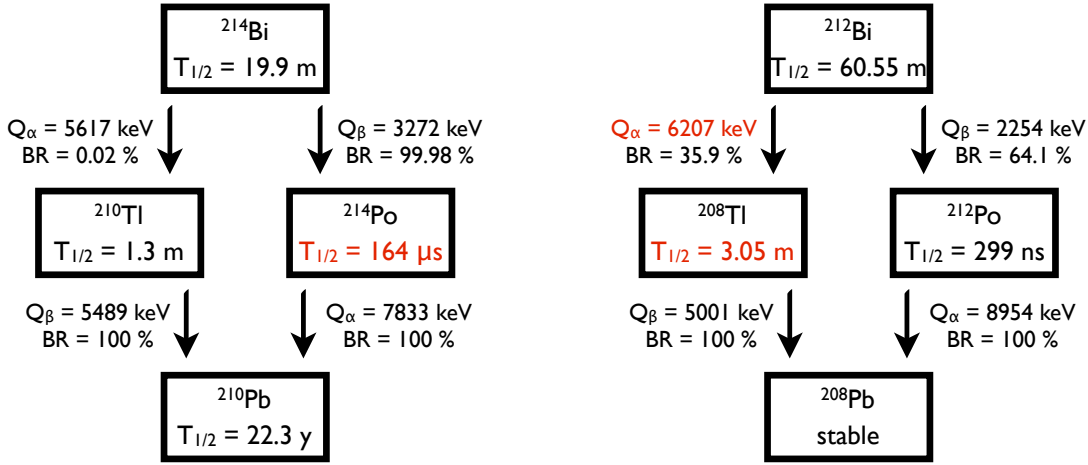 ²¹⁴Bi
T₁/₂ = 19.9 m
Qα = 5617 keV
BR = 0.02 %
Qβ = 3272 keV
BR = 99.98 %
²¹⁰Tl
T₁/₂ = 1.3 m
²¹⁴Po
T₁/₂ = 164 µs
Qβ = 5489 keV
BR = 100 %
Qα = 7833 keV
BR = 100 %
²¹⁰Pb
T₁/₂ = 22.3 y
²¹²Bi
T₁/₂ = 60.55 m
Qα = 6207 keV
BR = 35.9 %
Qβ = 2254 keV
BR = 64.1 %
²⁰⁸Tl
T₁/₂ = 3.05 m
²¹²Po
T₁/₂ = 299 ns
Qβ = 5001 keV
BR = 100 %
Qα = 8954 keV
BR = 100 %
²⁰⁸Pb
stable